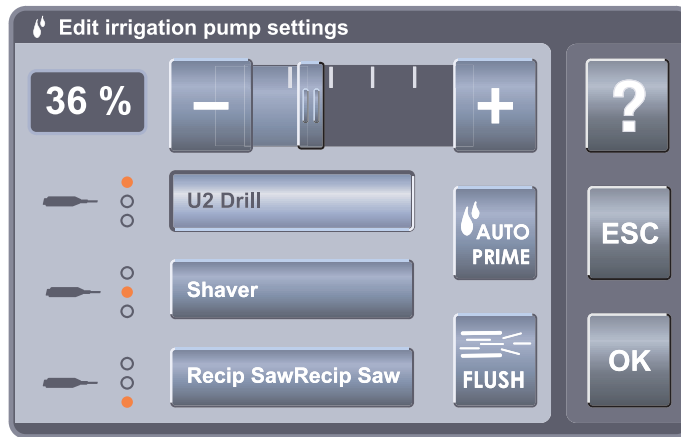 Edit irrigation pump settings
36 %
− +
?
U2 Drill
AUTO
PRIME
ESC
Shaver
Recip SawRecip Saw
FLUSH
OK